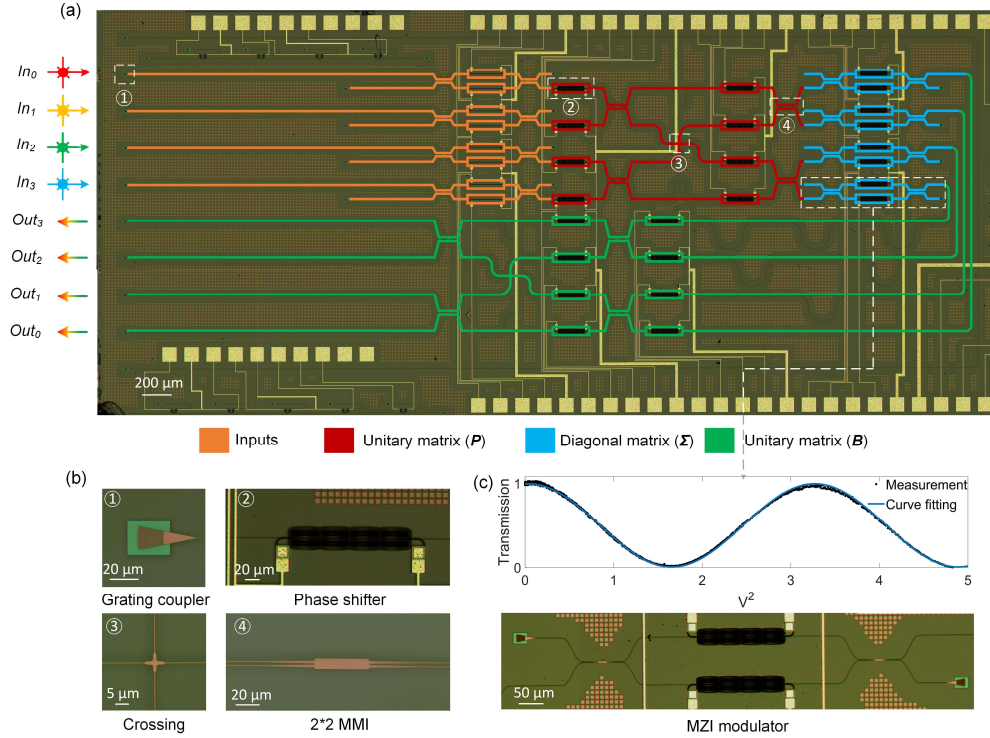 (a)
In₀
①
②
In₁
④
In₂
③
In₃
Out₃
Out₂
Out₁
Out₀
200 μm
Inputs
Unitary matrix (P)
Diagonal matrix (Σ)
Unitary matrix (B)
(b)
①
20 μm
Grating coupler
②
20 μm
Phase shifter
③
5 μm
Crossing
④
20 μm
2*2 MMI
(c)
1
Transmission
0
Measurement
Curve fitting
0 1 2 3 4 5
V²
50 μm
MZI modulator